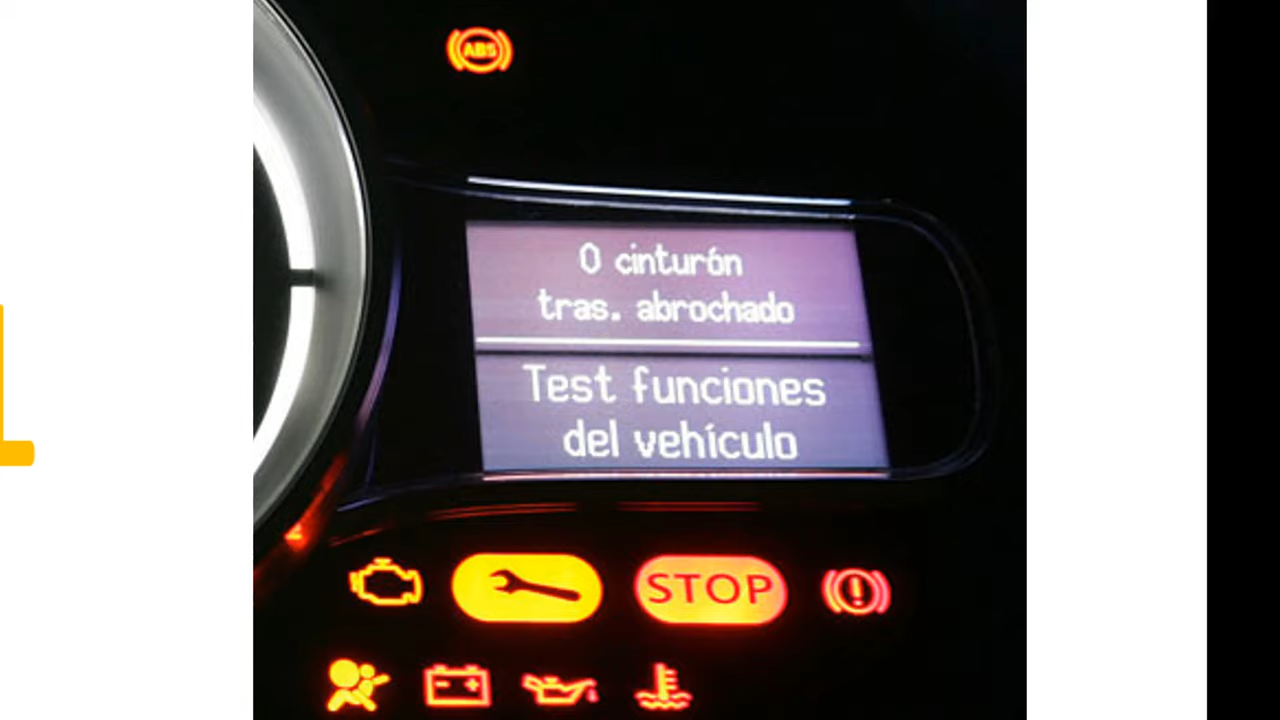 ABS
0 cinturón
tras. abrochado
Test funciones
del vehículo
STOP